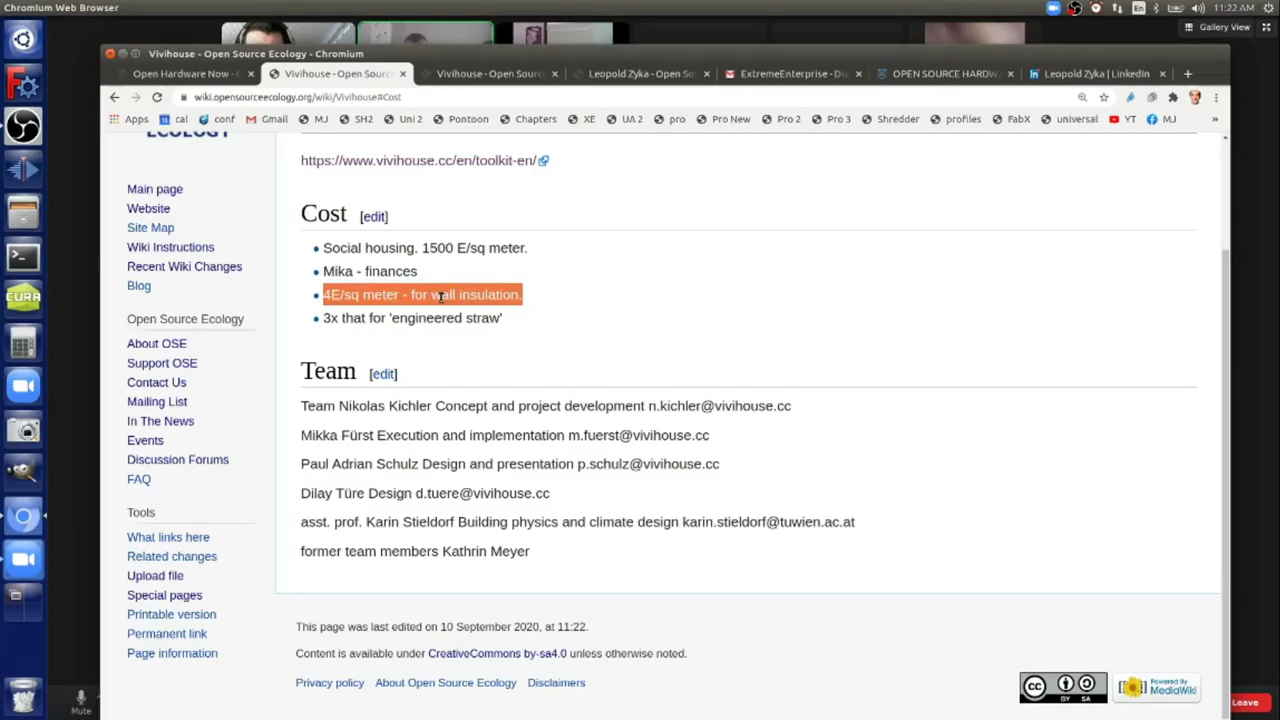 Chromium Web Browser
En
11:22 AM
Gallery View
Vivihouse - Open Source Ecology - Chromium
Open Hardware Now -
Vivihouse - Open Sourc
Vivihouse - Open Sourc
Leopold Zyka - Open So
ExtremeEnterprise - D
OPEN SOURCE HARDW
Leopold Zyka | LinkedIn
wiki.opensourceecology.org/wiki/Vivihouse#Cost
Apps
cal
conf
Gmail
MJ
SH2
Uni 2
Pontoon
Chapters
XE
UA 2
pro
Pro New
Pro 2
Pro 3
Shredder
profiles
FabX
universal
YT
MJ
ECOLOGY
https://www.vivihouse.cc/en/toolkit-en/
Main page
Website
Site Map
Wiki Instructions
Recent Wiki Changes
Blog
Open Source Ecology
About OSE
Support OSE
Contact Us
Mailing List
In The News
Events
Discussion Forums
FAQ
Tools
What links here
Related changes
Upload file
Special pages
Printable version
Permanent link
Page information
Cost [edit]
Social housing. 1500 E/sq meter.
Mika - finances
4E/sq meter - for wall insulation.
3x that for 'engineered straw'
Team [edit]
Team Nikolas Kichler Concept and project development n.kichler@vivihouse.cc
Mikka Fürst Execution and implementation m.fuerst@vivihouse.cc
Paul Adrian Schulz Design and presentation p.schulz@vivihouse.cc
Dilay Türe Design d.tuere@vivihouse.cc
asst. prof. Karin Stieldorf Building physics and climate design karin.stieldorf@tuwien.ac.at
former team members Kathrin Meyer
This page was last edited on 10 September 2020, at 11:22.
Content is available under CreativeCommons by-sa4.0 unless otherwise noted.
Privacy policy
About Open Source Ecology
Disclaimers
cc
BY SA
Powered By
MediaWiki
CURA
Mute
Leave